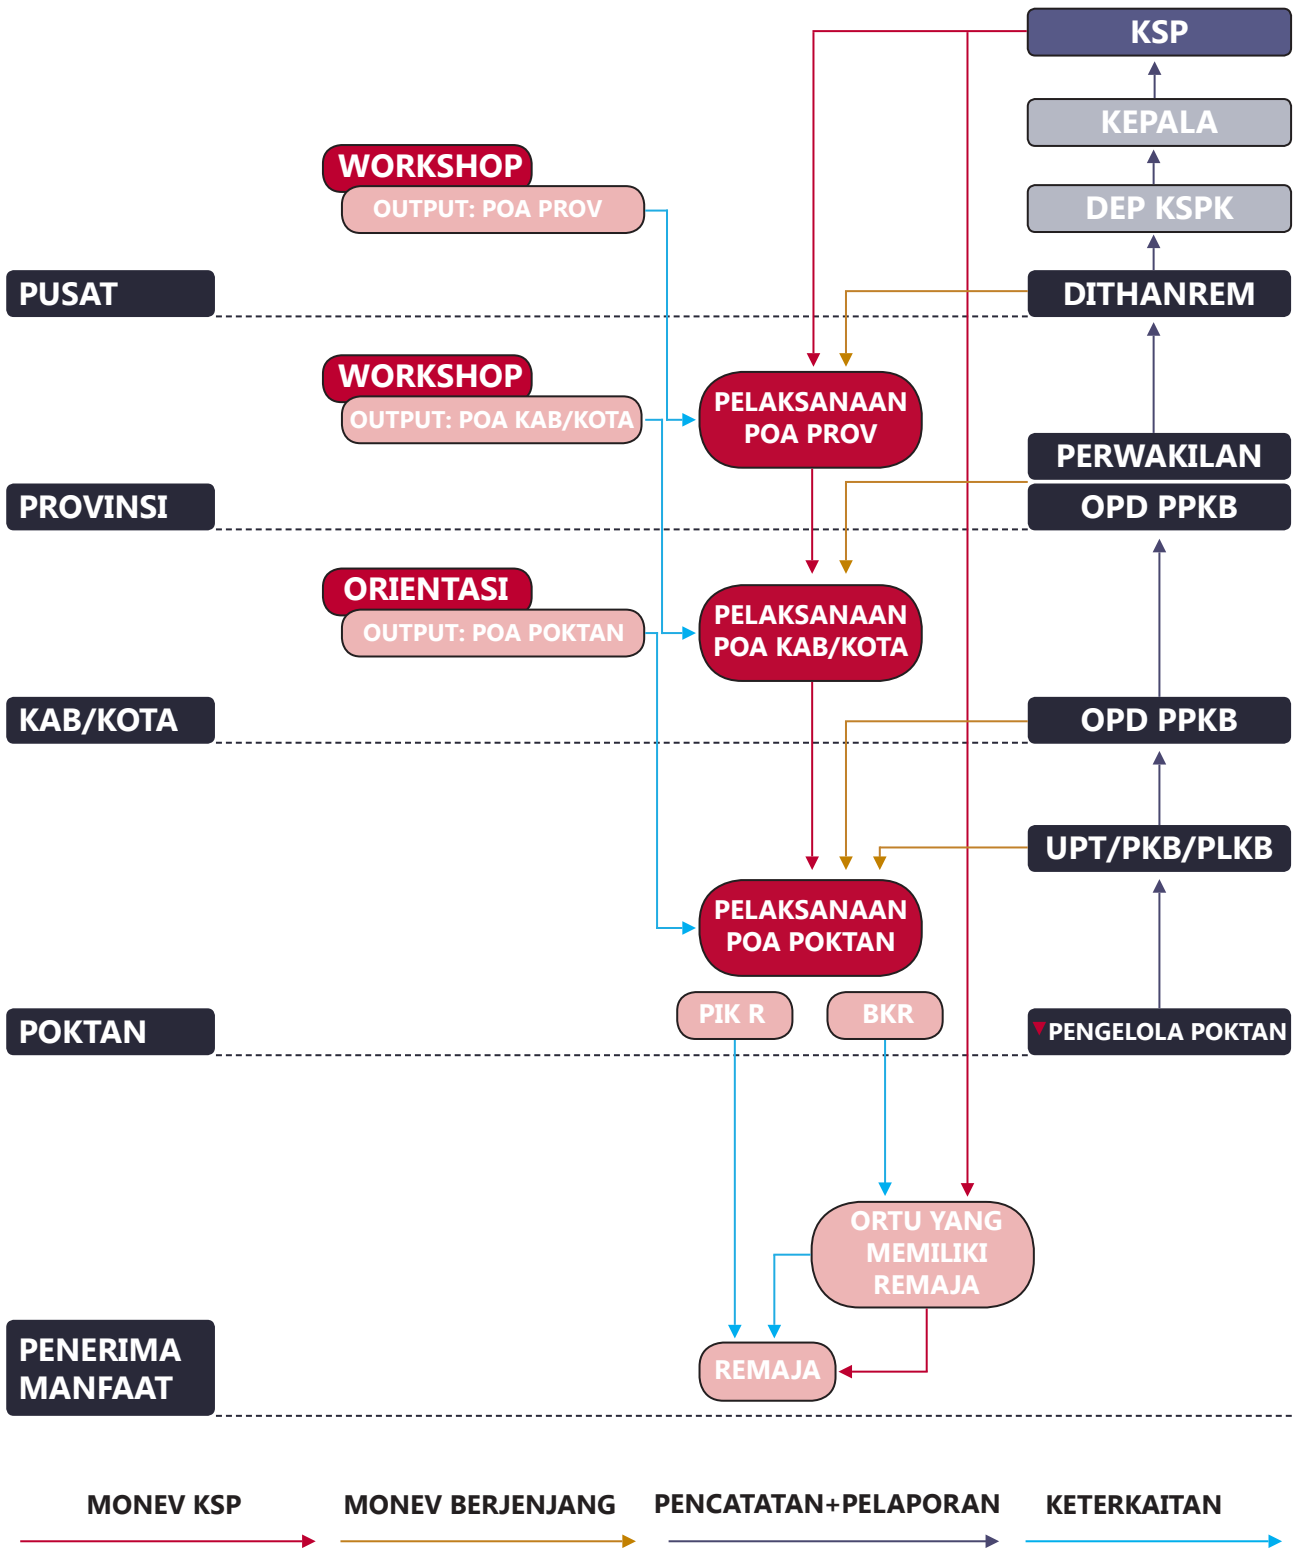 KSP
KEPALA
WORKSHOP
OUTPUT: POA PROV
DEP KSPK
PUSAT
DITHANREM
WORKSHOP
OUTPUT: POA KAB/KOTA
PELAKSANAAN
POA PROV
PERWAKILAN
PROVINSI
OPD PPKB
ORIENTASI
OUTPUT: POA POKTAN
PELAKSANAAN
POA KAB/KOTA
KAB/KOTA
OPD PPKB
UPT/PKB/PLKB
PELAKSANAAN
POA POKTAN
PIK R
BKR
POKTAN
PENGELOLA POKTAN
ORTU YANG
MEMILIKI
REMAJA
PENERIMA
MANFAAT
REMAJA
MONEV KSP
MONEV BERJENJANG
PENCATATAN+PELAPORAN
KETERKAITAN